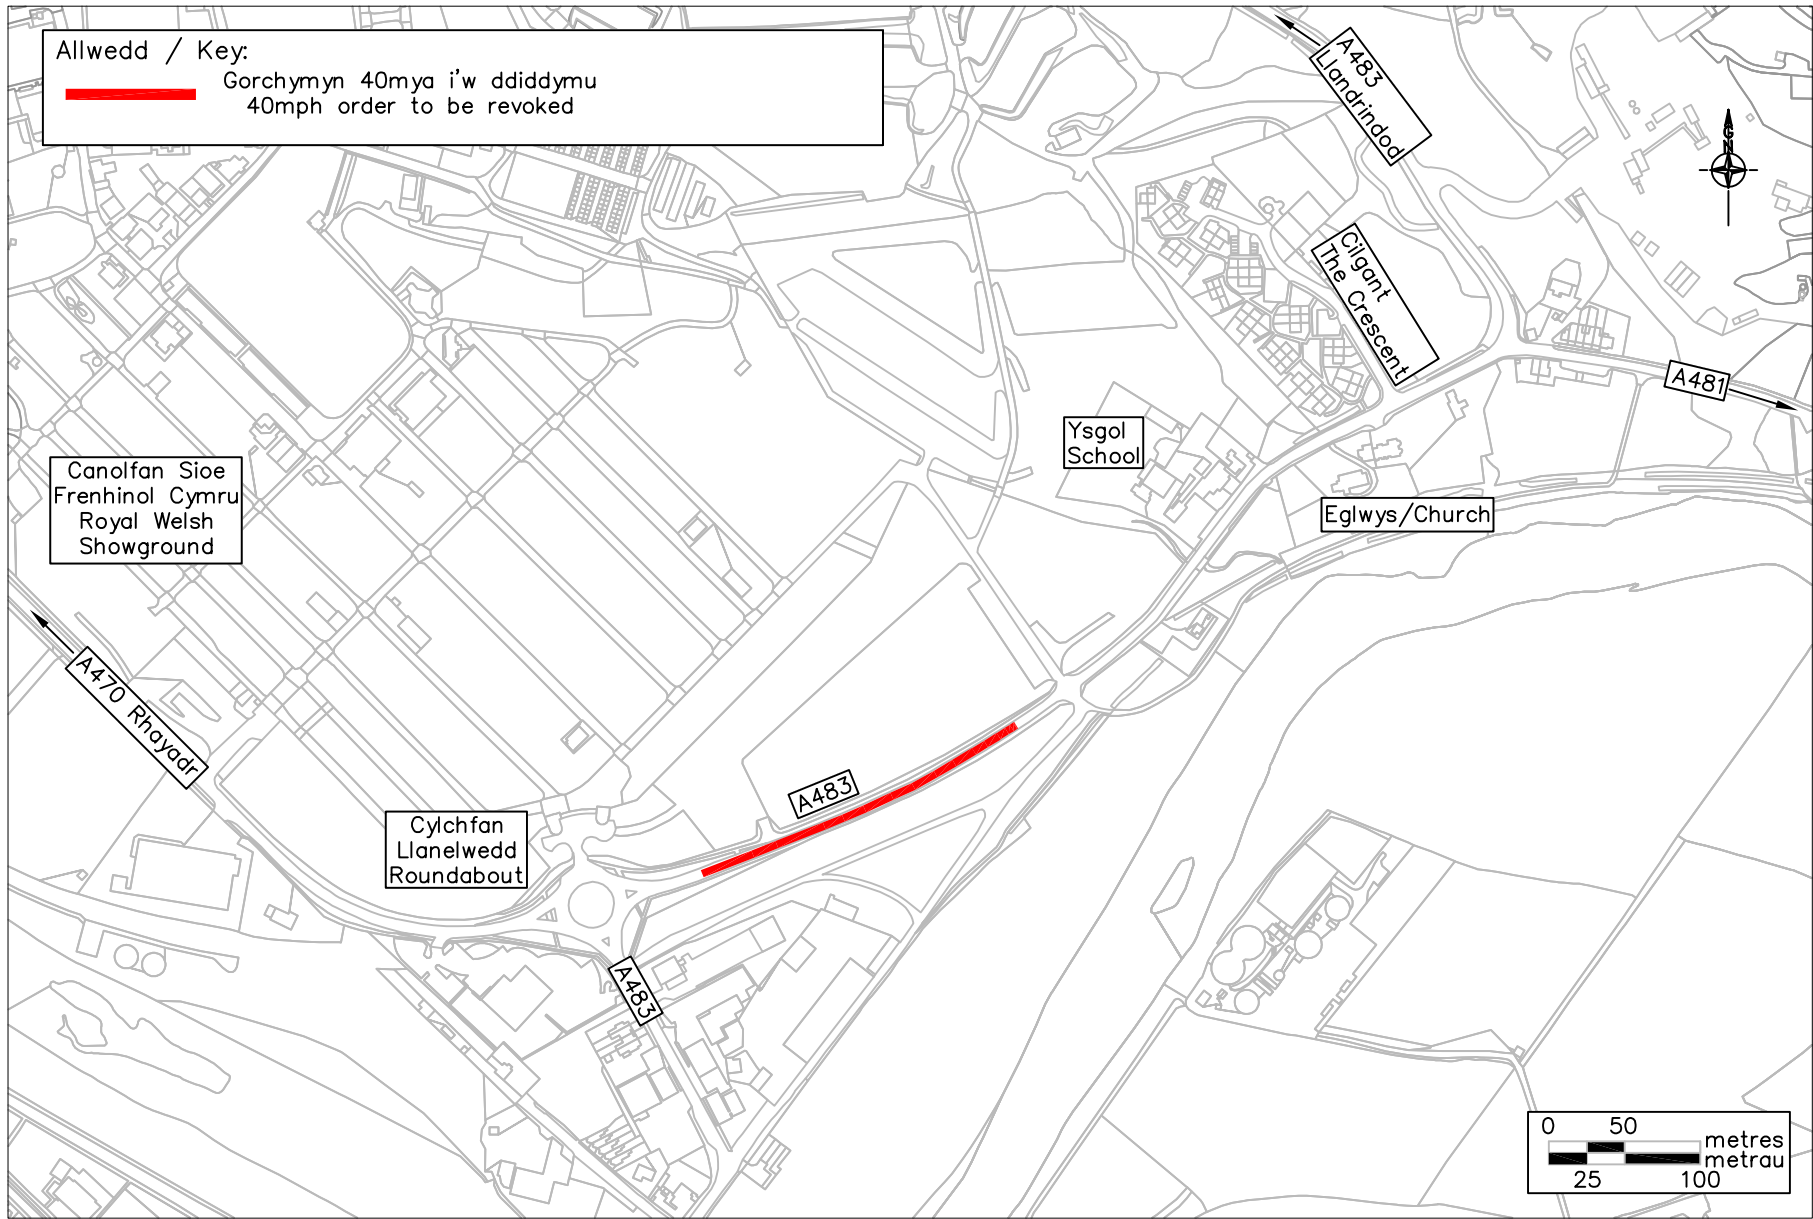 Allwedd / Key:
Gorchymyn 40mya i'w ddiddymu
40mph order to be revoked
A483
Llandrindod
N
Cilgant
The Crescent
A481
Ysgol
School
Canolfan Sioe
Frenhinol Cymru
Royal Welsh
Showground
Eglwys/Church
A470 Rhayadr
A483
Cylchfan
Llanelwedd
Roundabout
A483
0 50
metres
metrau
25 100